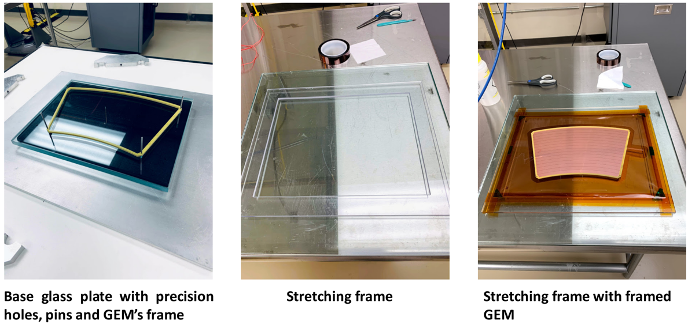 Base glass plate with precision
holes, pins and GEM's frame
Stretching frame
Stretching frame with framed
GEM